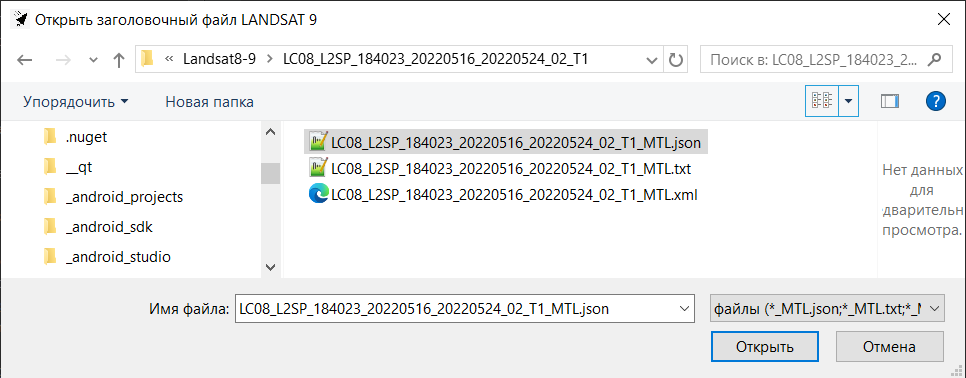 Открыть заголовочный файл LANDSAT 9
« Landsat8-9 > LC08_L2SP_184023_20220516_20220524_02_T1
Поиск в: LC08_L2SP_184023_2...
Упорядочить
Новая папка
.nuget
__qt
_android_projects
_android_sdk
_android_studio
LC08_L2SP_184023_20220516_20220524_02_T1_MTL.json
LC08_L2SP_184023_20220516_20220524_02_T1_MTL.txt
LC08_L2SP_184023_20220516_20220524_02_T1_MTL.xml
Нет данных
для
дварительн
просмотра.
Имя файла:
LC08_L2SP_184023_20220516_20220524_02_T1_MTL.json
файлы (*_MTL.json;*_MTL.txt;*_M
Открыть
Отмена